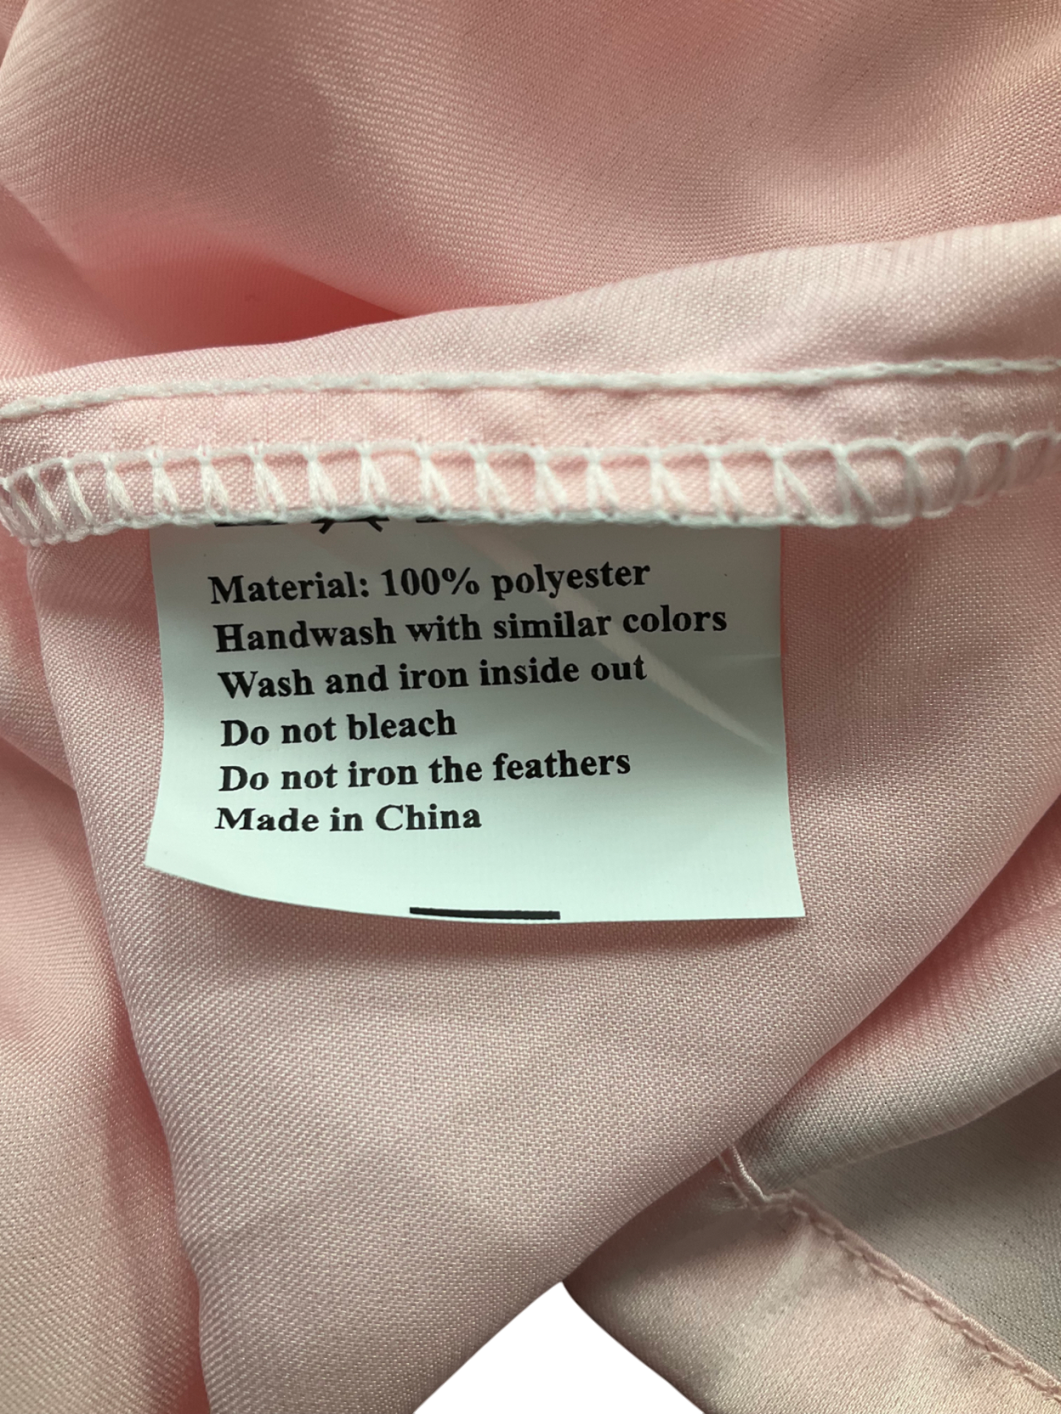 Material: 100% polyester
Handwash with similar colors
Wash and iron inside out
Do not bleach
Do not iron the feathers
Made in China